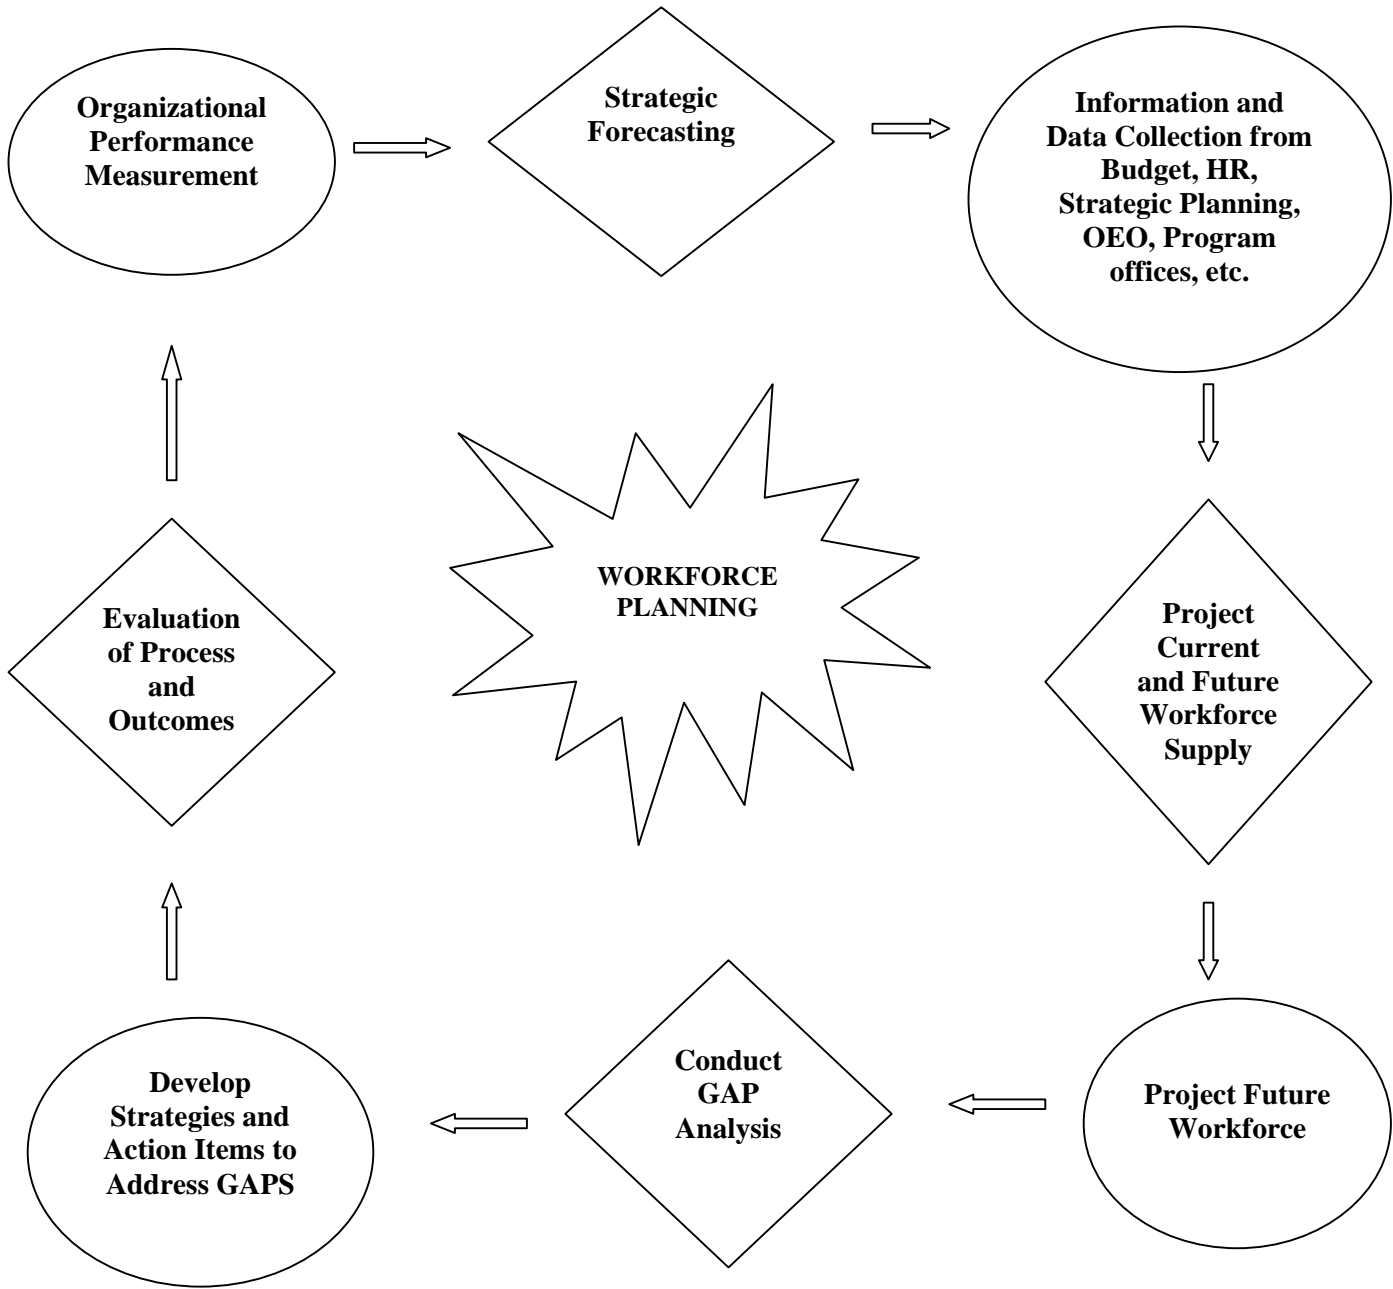 Organizational
Performance
Measurement
Strategic
Forecasting
Information and
Data Collection from
Budget, HR,
Strategic Planning,
OEO, Program
offices, etc.
WORKFORCE
PLANNING
Evaluation
of Process
and
Outcomes
Project
Current
and Future
Workforce
Supply
Develop
Strategies and
Action Items to
Address GAPS
Conduct
GAP
Analysis
Project Future
Workforce